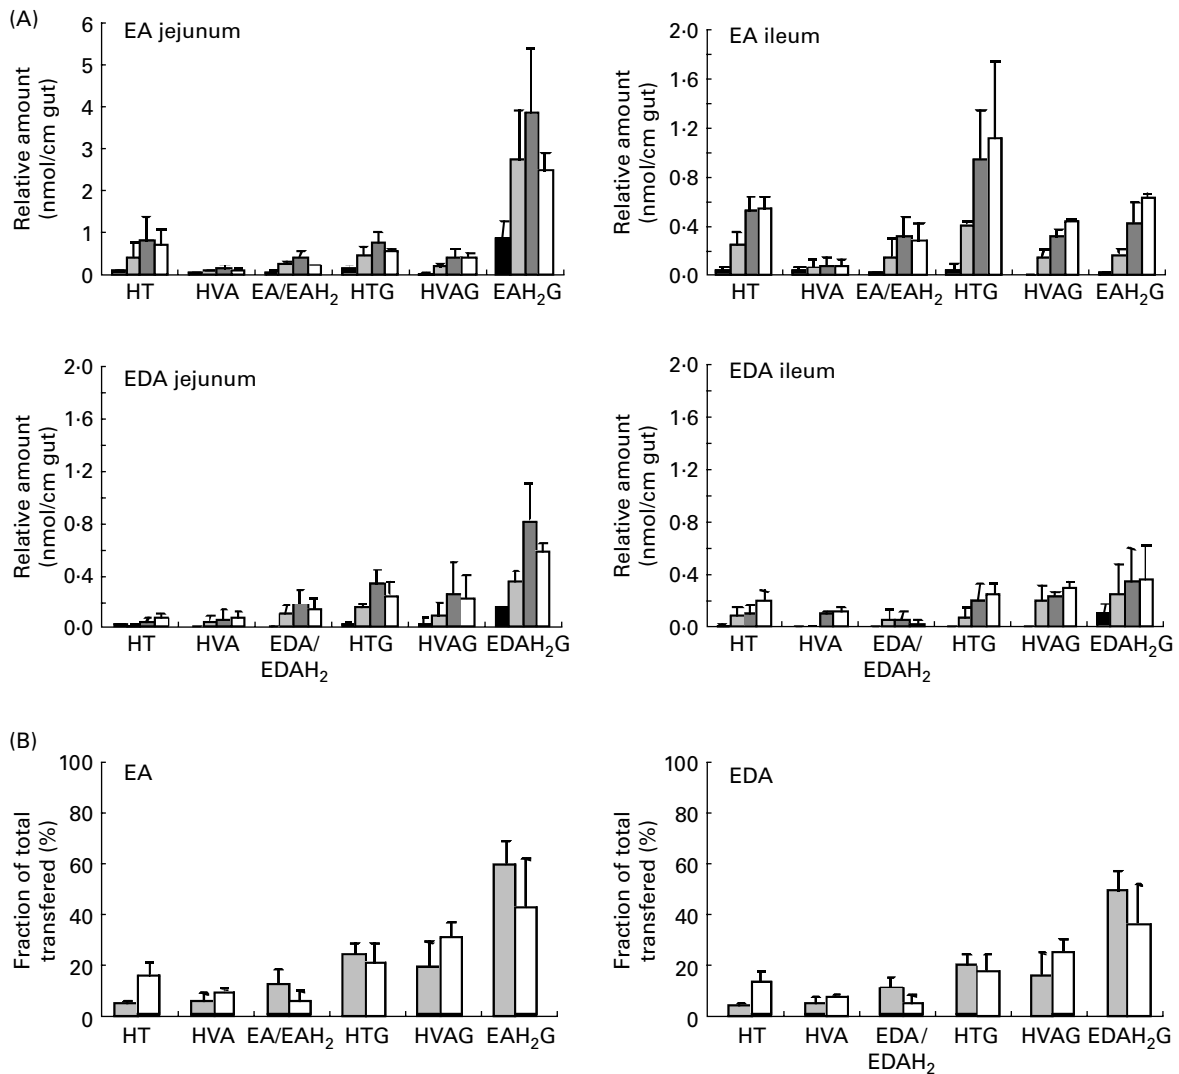 (A)
EA jejunum
Relative amount
(nmol/cm gut)
6
5
4
3
2
1
0
HT HVA EA/EAH₂ HTG HVAG EAH₂G
EA ileum
Relative amount
(nmol/cm gut)
2·0
1·6
1·2
0·8
0·4
0·0
HT HVA EA/EAH₂ HTG HVAG EAH₂G
EDA jejunum
Relative amount
(nmol/cm gut)
2·0
1·6
1·2
0·8
0·4
0·0
HT HVA EDA/ HTG HVAG EDAH₂G
EDAH₂
EDA ileum
Relative amount
(nmol/cm gut)
2·0
1·6
1·2
0·8
0·4
0·0
HT HVA EDA/ HTG HVAG EDAH₂G
EDAH₂
(B)
EA
Fraction of total
transfered (%)
100
80
60
40
20
0
HT HVA EA/EAH₂ HTG HVAG EAH₂G
EDA
Fraction of total
transfered (%)
100
80
60
40
20
0
HT HVA EDA/ HTG HVAG EDAH₂G
EDAH₂